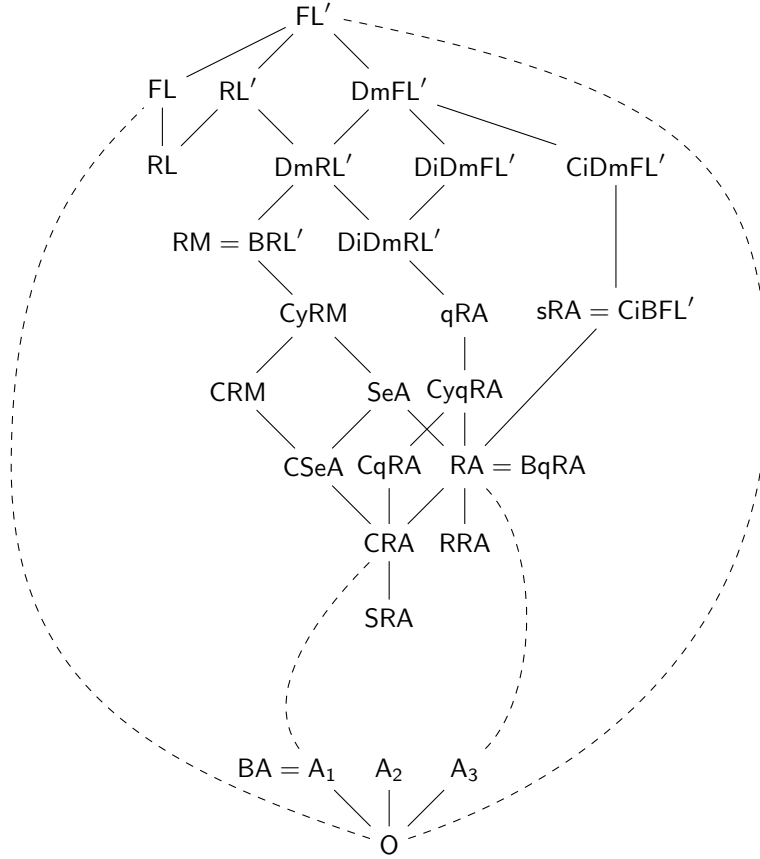 FL′
FL RL′ DmFL′
RL DmRL′ DiDmFL′ CiDmFL′
RM = BRL′ DiDmRL′
CyRM qRA sRA = CiBFL′
CRM SeA CyqRA
CSeA CqRA RA = BqRA
CRA RRA
SRA
BA = A₁ A₂ A₃
O